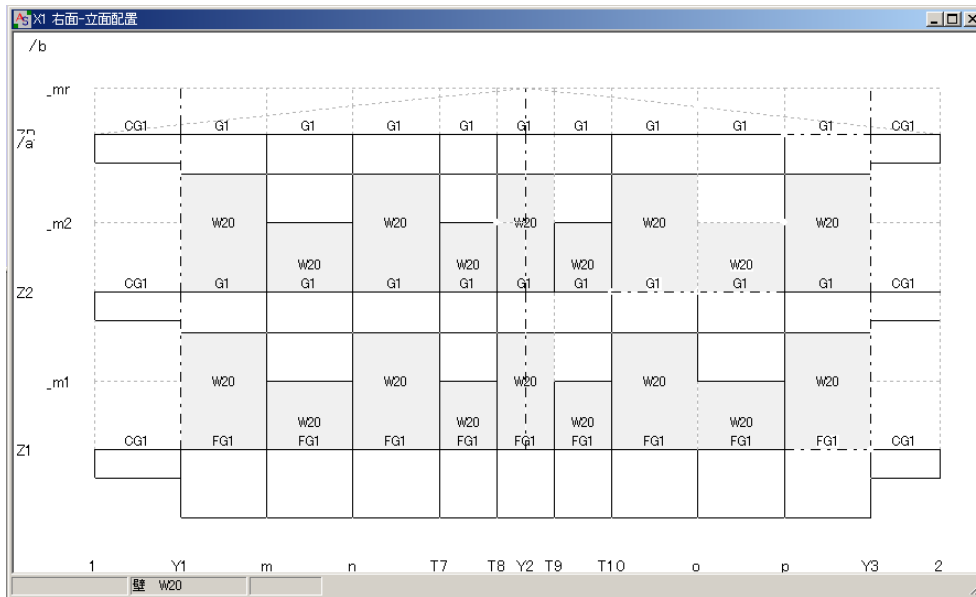 X1 右面-立面配置
/b
_mr
CG1 G1 G1 G1 G1 G1 G1 G1 G1 G1 CG1
/a
_m2 W20 W20 W20 W20 W20
W20 W20 W20 W20
CG1 G1 G1 G1 G1 G1 G1 G1 G1 G1 CG1
Z2
_m1 W20 W20 W20 W20 W20
W20 W20 W20 W20
CG1 FG1 FG1 FG1 FG1 FG1 FG1 FG1 FG1 FG1 CG1
Z1
1 Y1 m n T7 T8 Y2 T9 T10 o p Y3 2
壁 W20